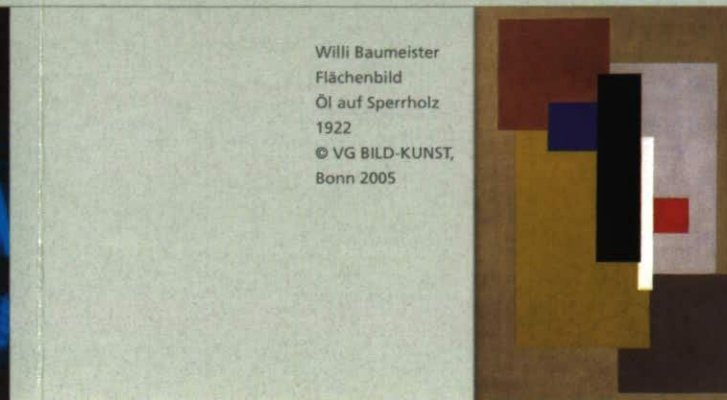 Willi Baumeister
Flächenbild
Öl auf Sperrholz
1922
© VG BILD-KUNST,
Bonn 2005